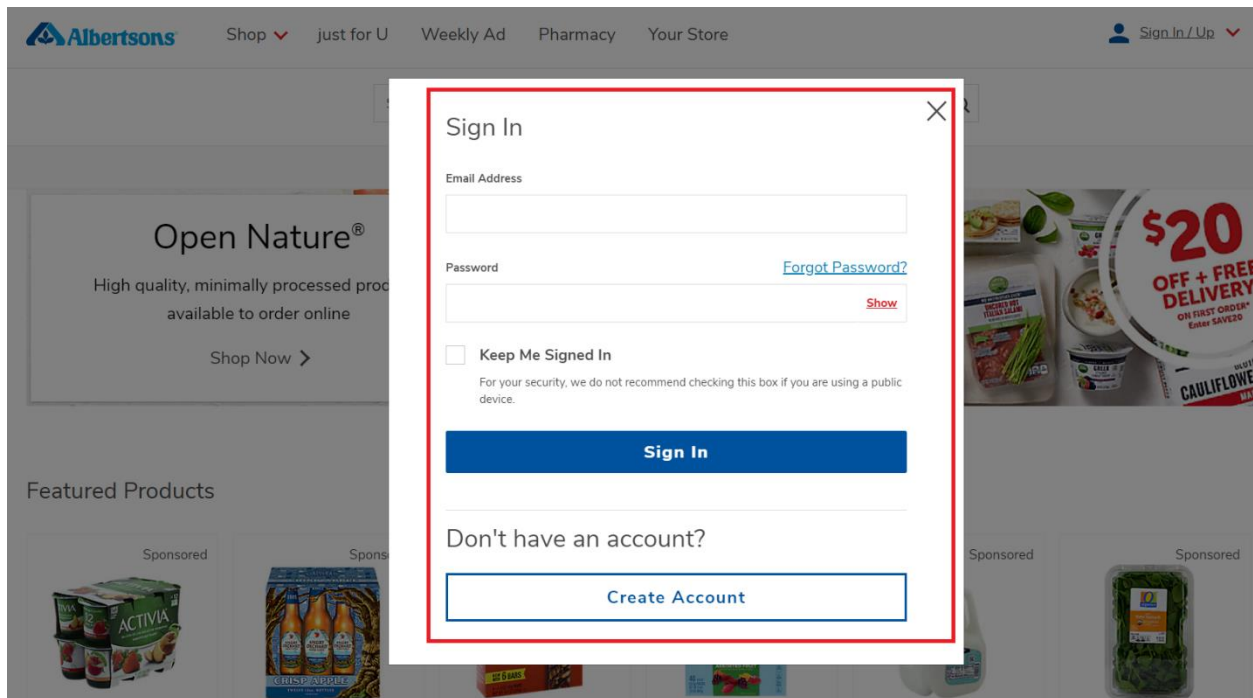 Albertsons
Shop just for U Weekly Ad Pharmacy Your Store
Sign In / Up
Sign In
Email Address
Password Forgot Password?
Show
Keep Me Signed In
For your security, we do not recommend checking this box if you are using a public
device.
Sign In
Don't have an account?
Create Account
Open Nature®
High quality, minimally processed
available to order online
Shop Now
$20
OFF + FREE
DELIVERY
ON FIRST ORDER*
Enter SAVE20
Featured Products
Sponsored
Sponsored
Sponsored
ACTIVIA
CRISP APPLE
6 BARS